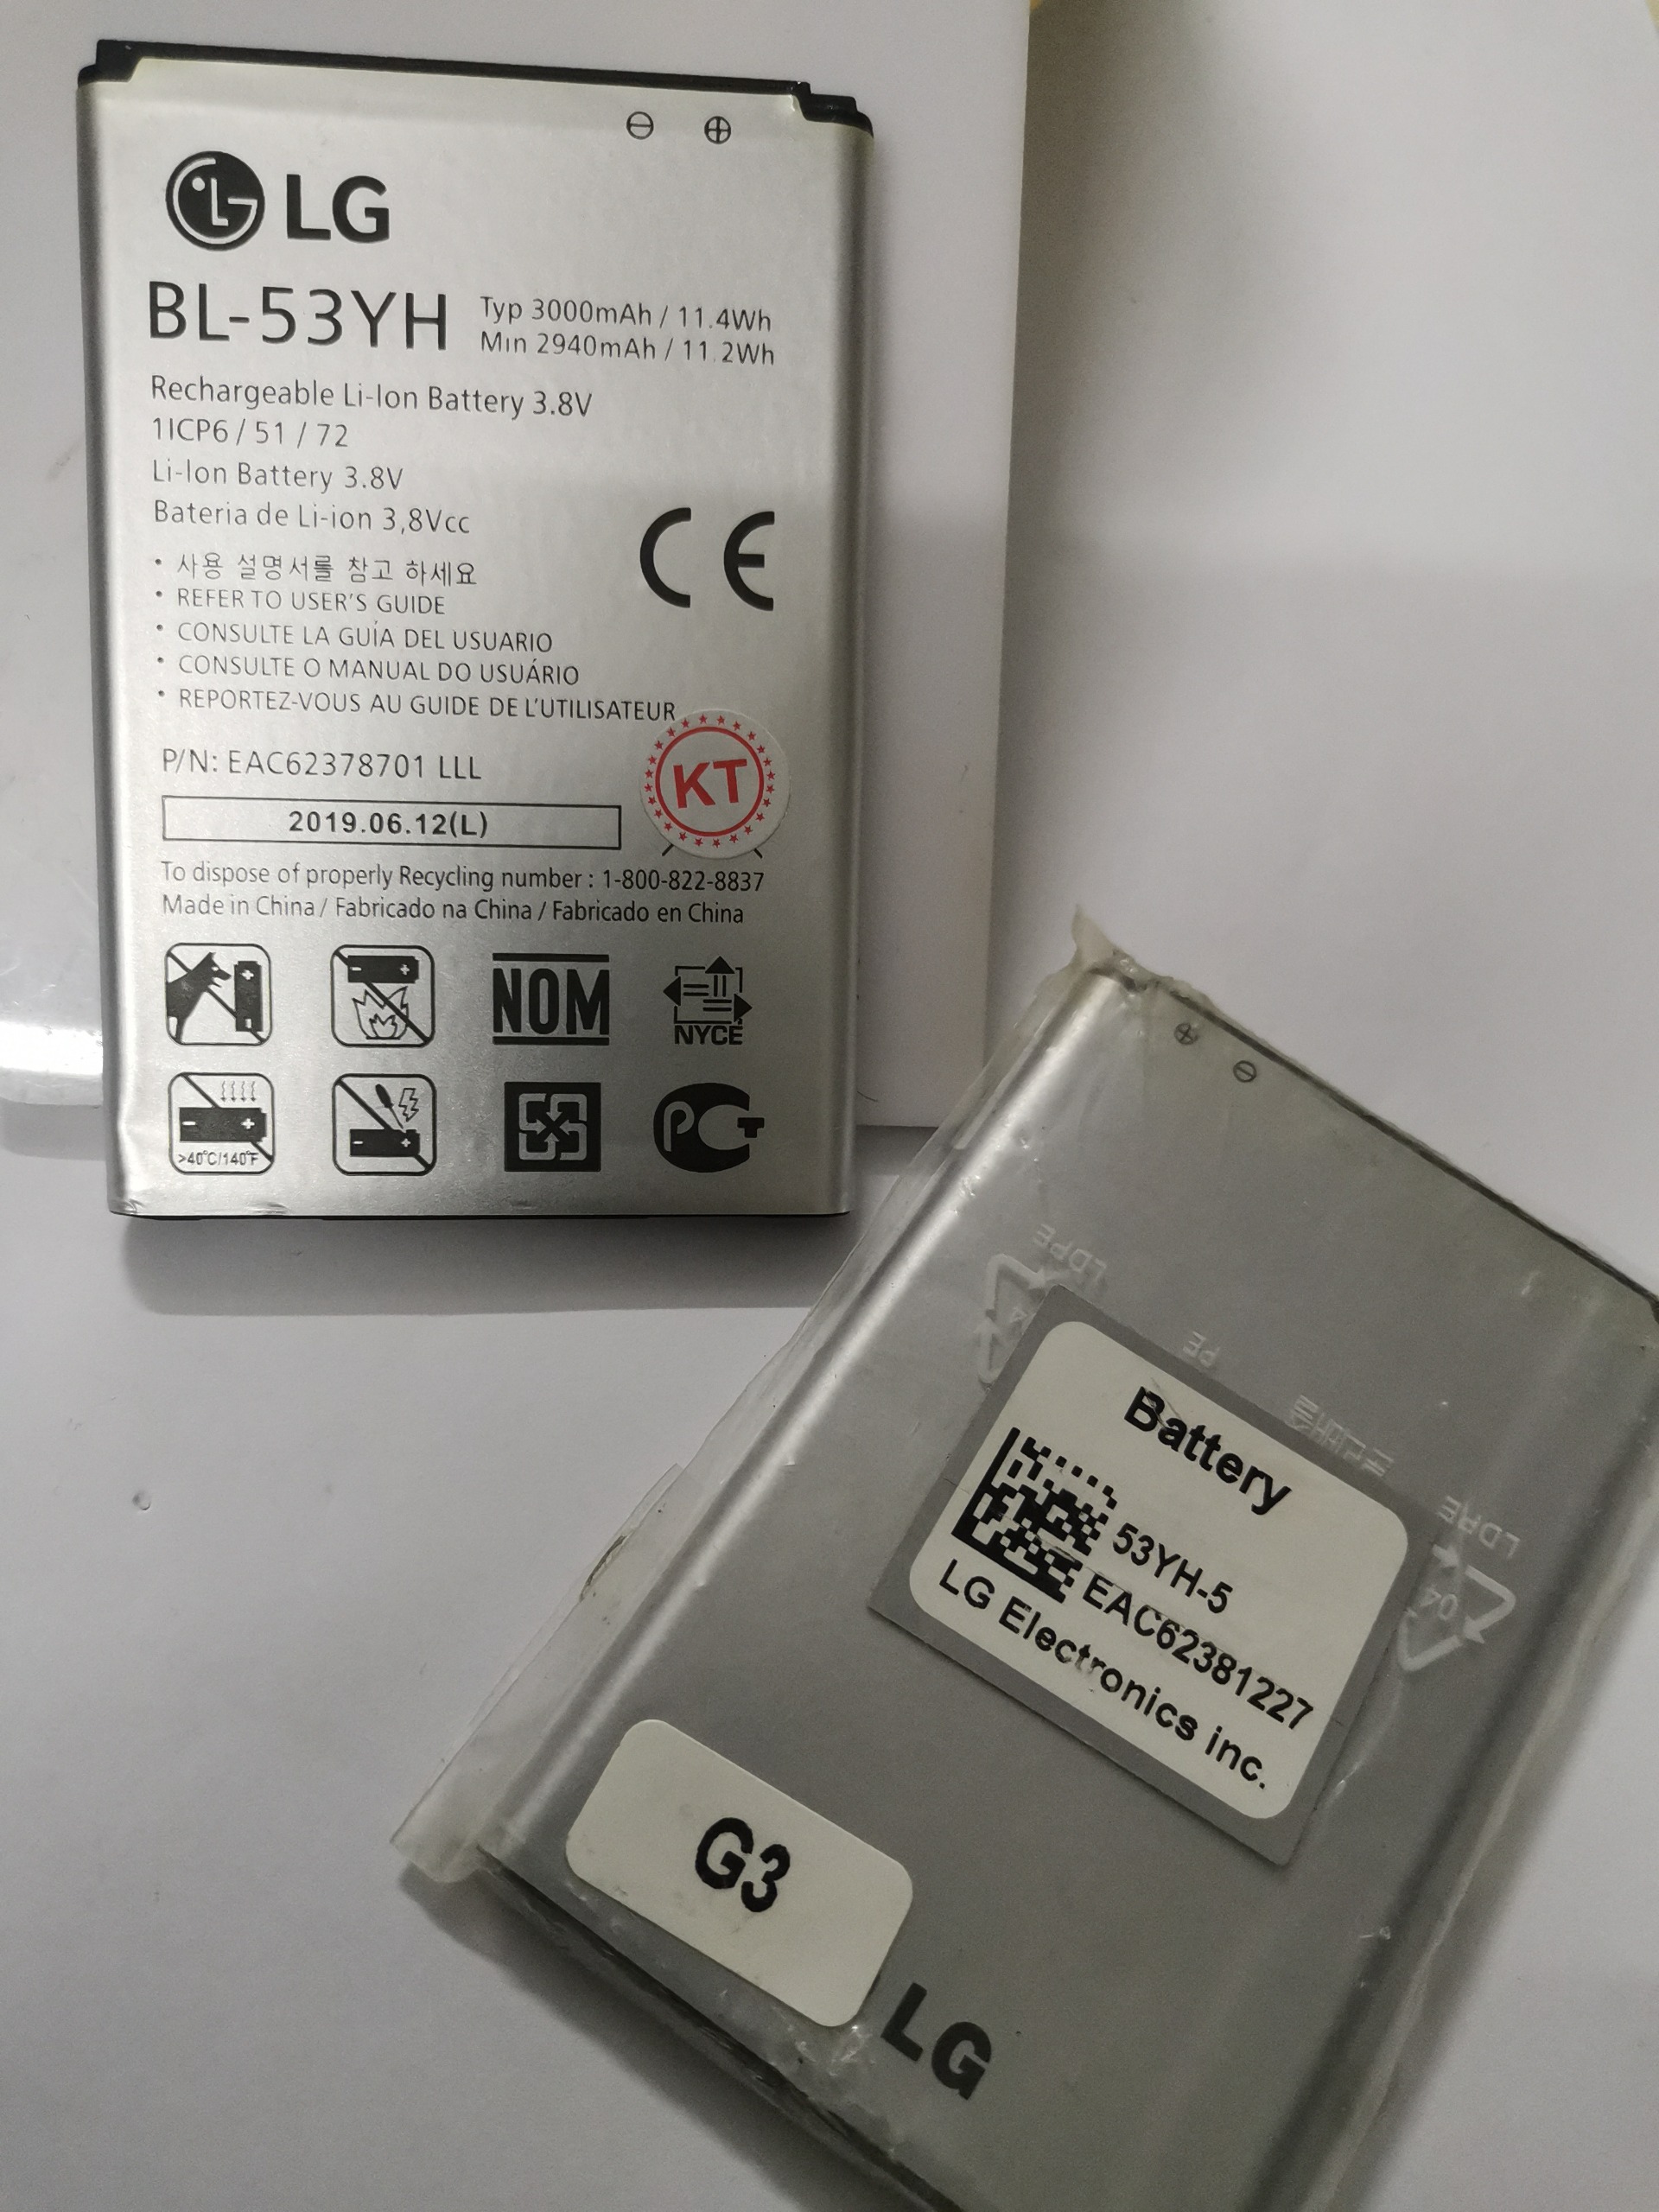 LG
BL-53YH
Typ 3000mAh / 11.4Wh
Min 2940mAh / 11.2Wh
Rechargeable Li-Ion Battery 3.8V
1ICP6 / 51 / 72
Li-Ion Battery 3.8V
Bateria de Li-ion 3,8Vcc
CE
• 사용 설명서를 참고 하세요
• REFER TO USER'S GUIDE
• CONSULTE LA GUÍA DEL USUARIO
• CONSULTE O MANUAL DO USUÁRIO
• REPORTEZ-VOUS AU GUIDE DE L'UTILISATEUR
KT
P/N: EAC62378701 LLL
2019.06.12(L)
To dispose of properly Recycling number : 1-800-822-8837
Made in China / Fabricado na China / Fabricado en China
NOM
NYCE
>40°C/140°F
PCT
LDPE
04
PE
LDPE
04
Battery
53YH-5
EAC62381227
LG Electronics inc.
G3
LG